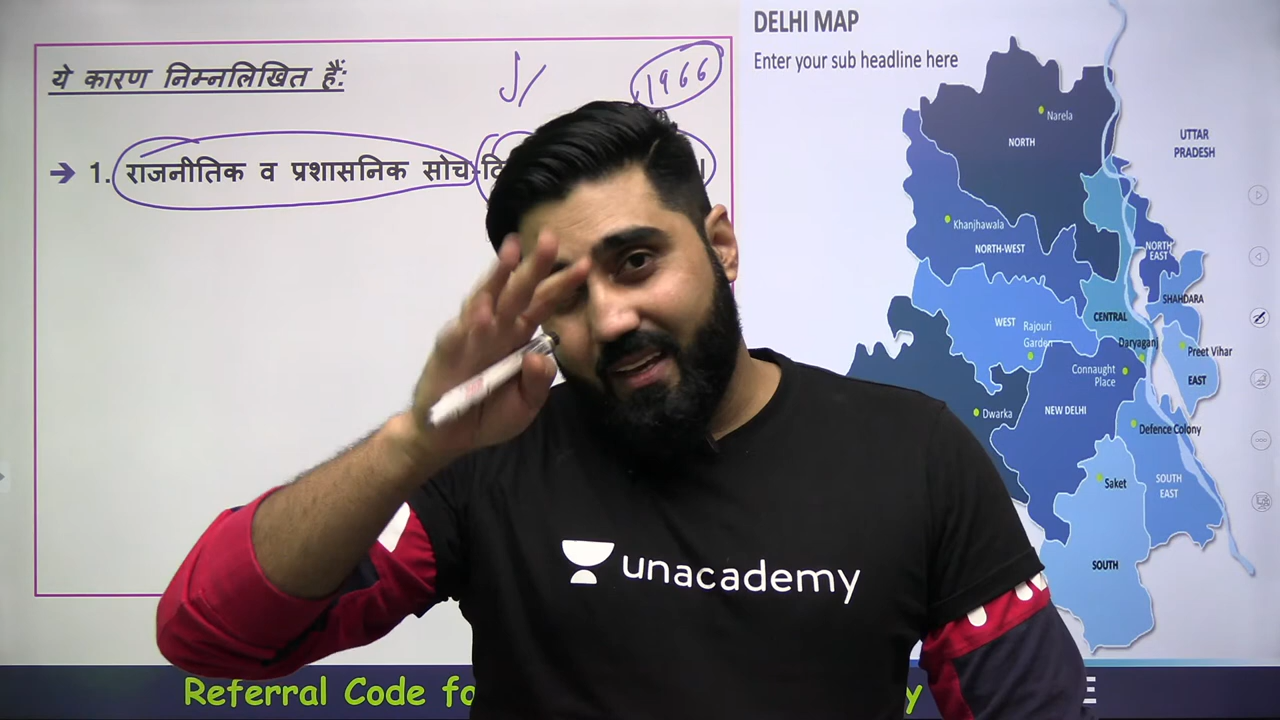 ये कारण निम्नलिखित हैं:
1966
→ 1. राजनीतिक व प्रशासनिक सोच
DELHI MAP
Enter your sub headline here
Narela
NORTH
UTTAR
PRADESH
Khanjhawala
NORTH-WEST
NORTH
EAST
SHAHDARA
CENTRAL
WEST
Rajouri
Garden
Daryaganj
Preet Vihar
Connaught
Place
EAST
Dwarka
NEW DELHI
Defence Colony
Saket
SOUTH
EAST
SOUTH
unacademy
Referral Code